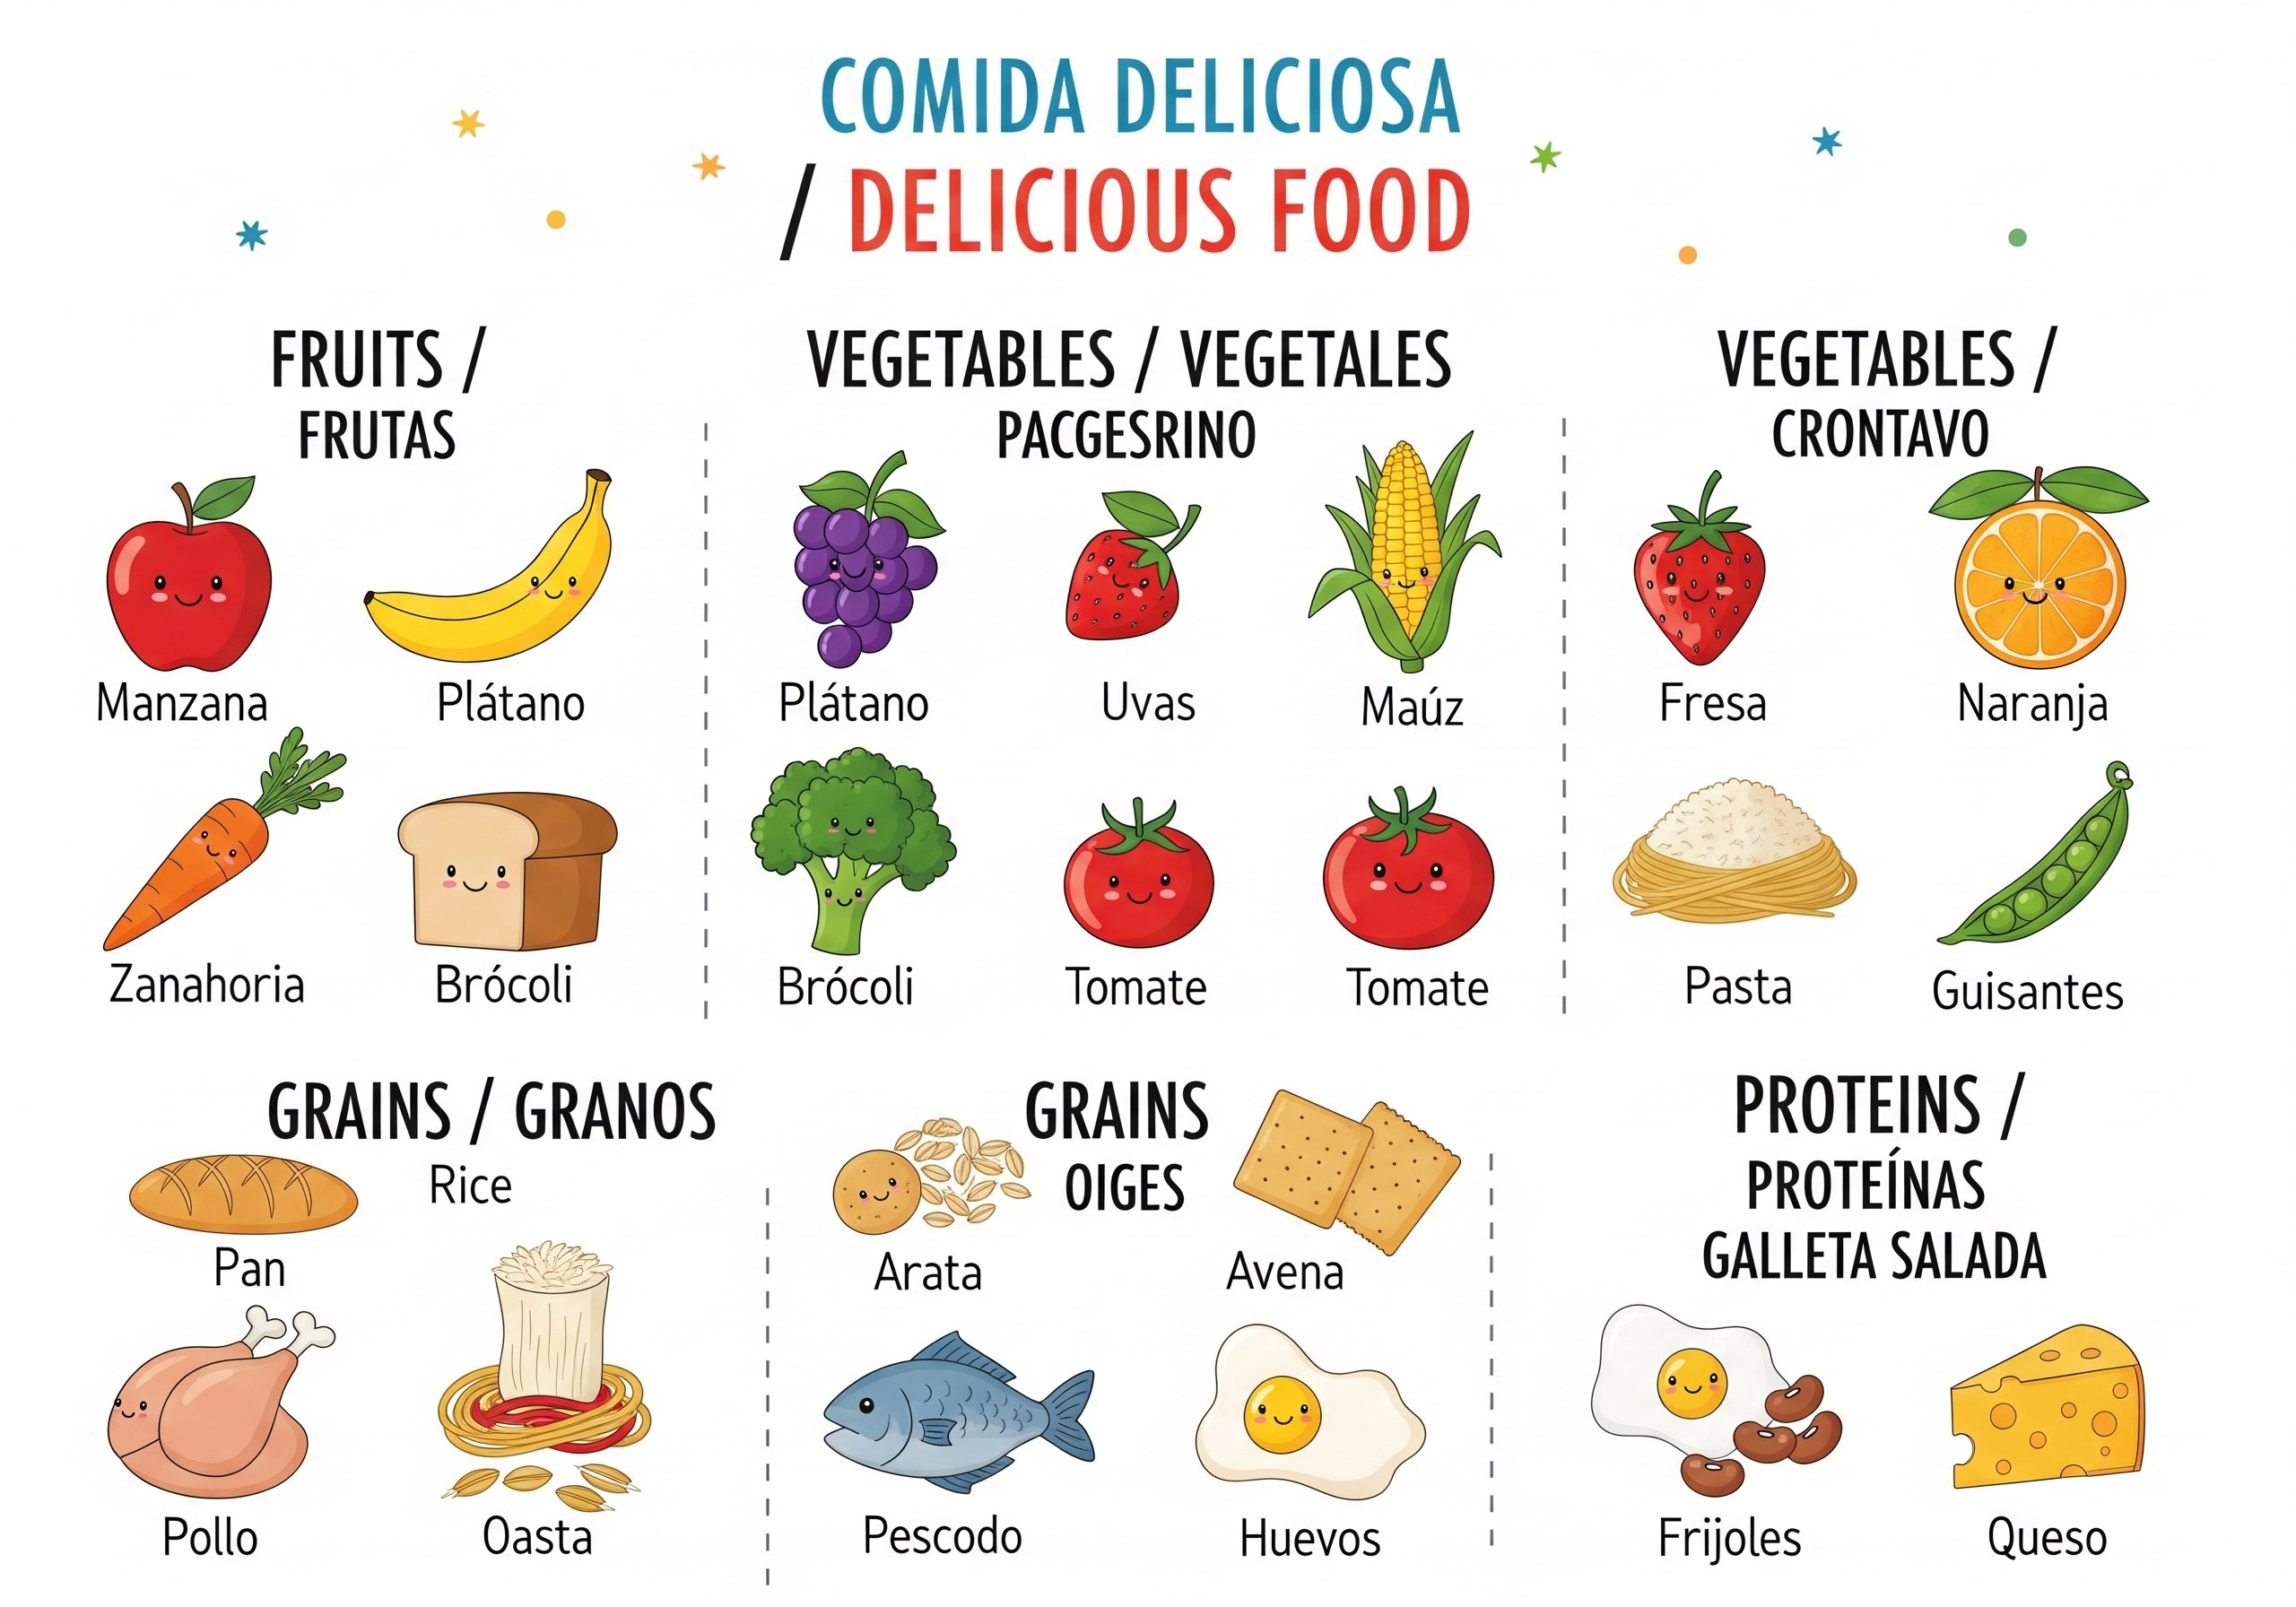 COMIDA DELICIOSA
/ DELICIOUS FOOD
FRUITS /
FRUTAS
Manzana
Plátano
Zanahoria
Brócoli
VEGETABLES / VEGETALES
PACGESRINO
Plátano
Uvas
Maúz
Brócoli
Tomate
Tomate
VEGETABLES /
CRONTAVO
Fresa
Naranja
Pasta
Guisantes
GRAINS / GRANOS
Rice
Pan
Pollo
Oasta
GRAINS
OIGES
Arata
Avena
Pescodo
Huevos
PROTEINS /
PROTEÍNAS
GALLETA SALADA
Frijoles
Queso